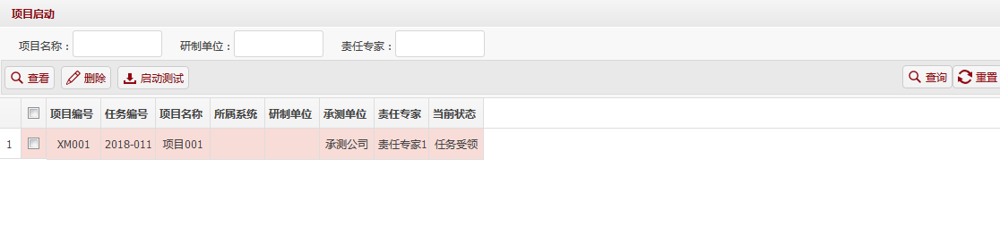 项目启动
项目名称： 研制单位： 责任专家：
查看 删除 启动测试 查询 重置
项目编号 任务编号 项目名称 所属系统 研制单位 承测单位 责任专家 当前状态
1 XM001 2018-011 项目001 承测公司 责任专家1 任务受领